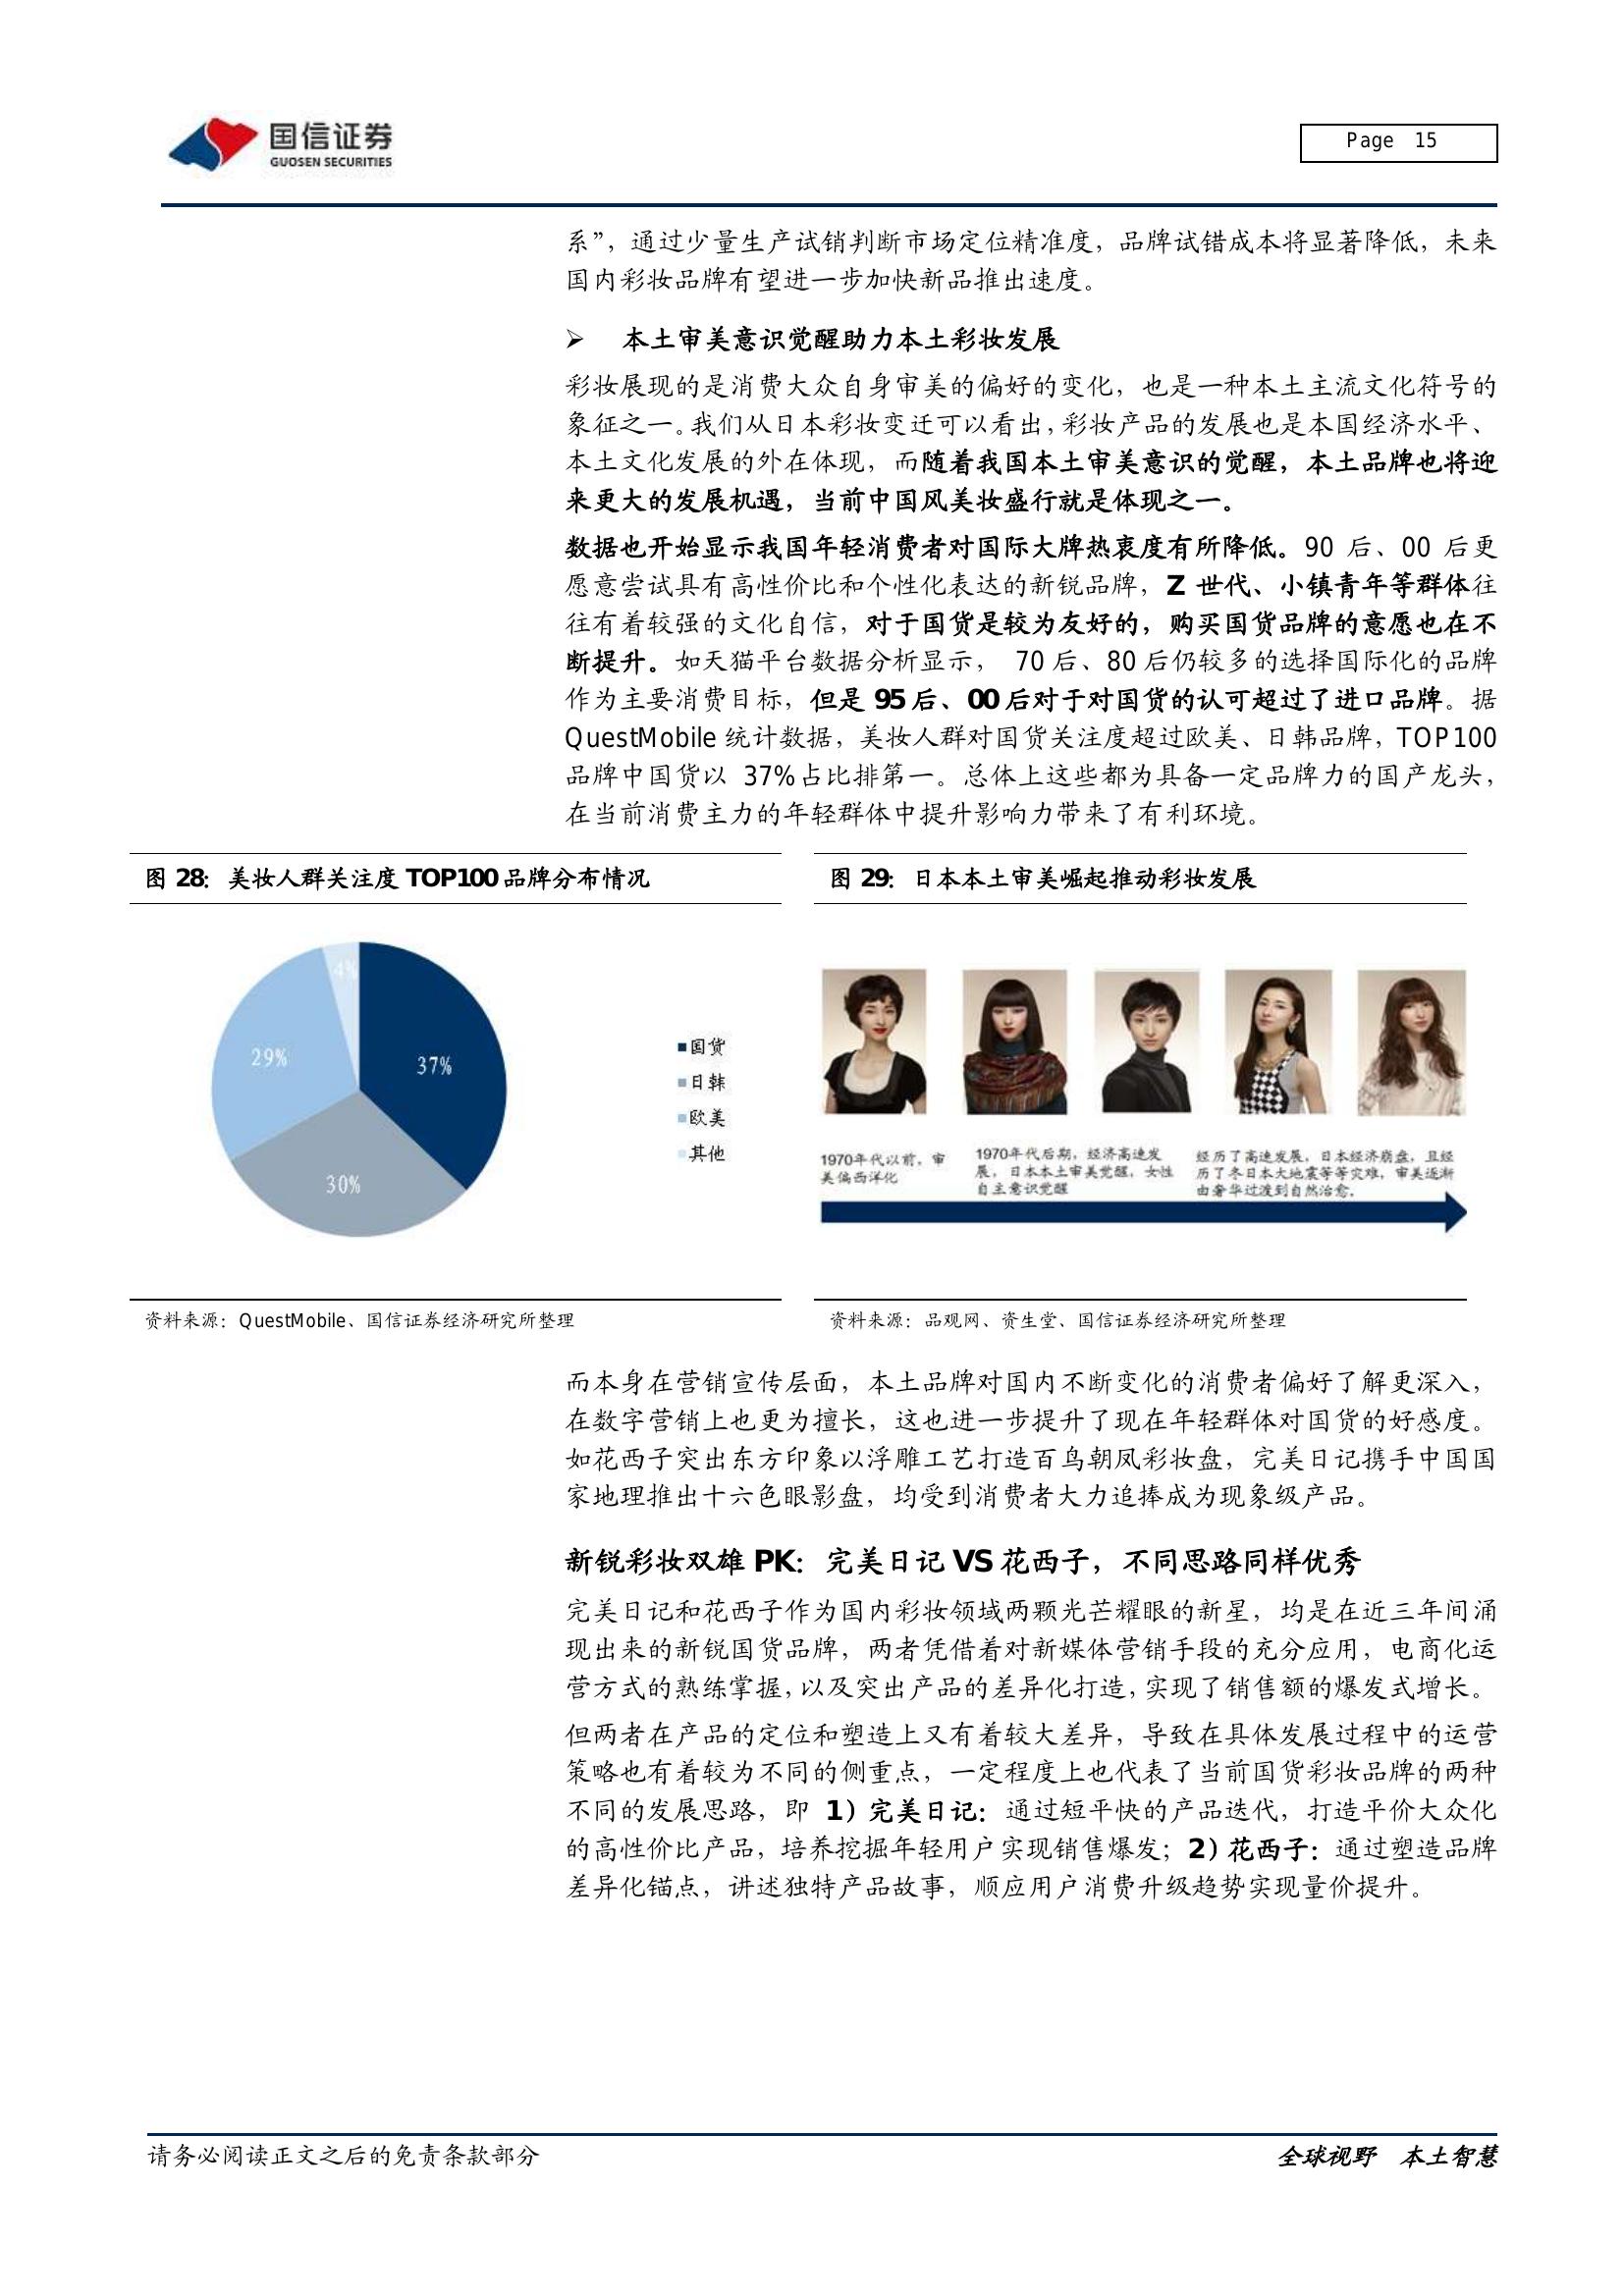 国信证券
GUOSEN SECURITIES
Page 15
系”，通过少量生产试销判断市场定位精准度，品牌试错成本将显著降低，未来
国内彩妆品牌有望进一步加快新品推出速度。
➢ 本土审美意识觉醒助力本土彩妆发展
彩妆展现的是消费大众自身审美的偏好的变化，也是一种本土主流文化符号的
象征之一。我们从日本彩妆变迁可以看出，彩妆产品的发展也是本国经济水平、
本土文化发展的外在体现，而随着我国本土审美意识的觉醒，本土品牌也将迎
来更大的发展机遇，当前中国风美妆盛行就是体现之一。
数据也开始显示我国年轻消费者对国际大牌热衷度有所降低。90 后、00 后更
愿意尝试具有高性价比和个性化表达的新锐品牌，Z 世代、小镇青年等群体往
往有着较强的文化自信，对于国货是较为友好的，购买国货品牌的意愿也在不
断提升。如天猫平台数据分析显示， 70 后、80 后仍较多的选择国际化的品牌
作为主要消费目标，但是 95 后、00 后对于对国货的认可超过了进口品牌。据
QuestMobile 统计数据，美妆人群对国货关注度超过欧美、日韩品牌，TOP100
品牌中国货以 37%占比排第一。总体上这些都为具备一定品牌力的国产龙头，
在当前消费主力的年轻群体中提升影响力带来了有利环境。
图 28：美妆人群关注度 TOP100 品牌分布情况
4%
29%
37%
30%
国货
日韩
欧美
其他
资料来源：QuestMobile、国信证券经济研究所整理
图 29：日本本土审美崛起推动彩妆发展
1970年代以前，审
美偏西洋化
1970年代后期，经济高速发
展，日本本土审美觉醒，女性
自主意识觉醒
经历了高速发展，日本经济崩盘，且经
历了冬日本大地震等等灾难，审美逐渐
由奢华过渡到自然治愈.
资料来源：品观网、资生堂、国信证券经济研究所整理
而本身在营销宣传层面，本土品牌对国内不断变化的消费者偏好了解更深入，
在数字营销上也更为擅长，这也进一步提升了现在年轻群体对国货的好感度。
如花西子突出东方印象以浮雕工艺打造百鸟朝凤彩妆盘，完美日记携手中国国
家地理推出十六色眼影盘，均受到消费者大力追捧成为现象级产品。
新锐彩妆双雄 PK：完美日记 VS 花西子，不同思路同样优秀
完美日记和花西子作为国内彩妆领域两颗光芒耀眼的新星，均是在近三年间涌
现出来的新锐国货品牌，两者凭借着对新媒体营销手段的充分应用，电商化运
营方式的熟练掌握，以及突出产品的差异化打造，实现了销售额的爆发式增长。
但两者在产品的定位和塑造上又有着较大差异，导致在具体发展过程中的运营
策略也有着较为不同的侧重点，一定程度上也代表了当前国货彩妆品牌的两种
不同的发展思路，即 1）完美日记：通过短平快的产品迭代，打造平价大众化
的高性价比产品，培养挖掘年轻用户实现销售爆发；2）花西子：通过塑造品牌
差异化锚点，讲述独特产品故事，顺应用户消费升级趋势实现量价提升。
请务必阅读正文之后的免责条款部分
全球视野 本土智慧